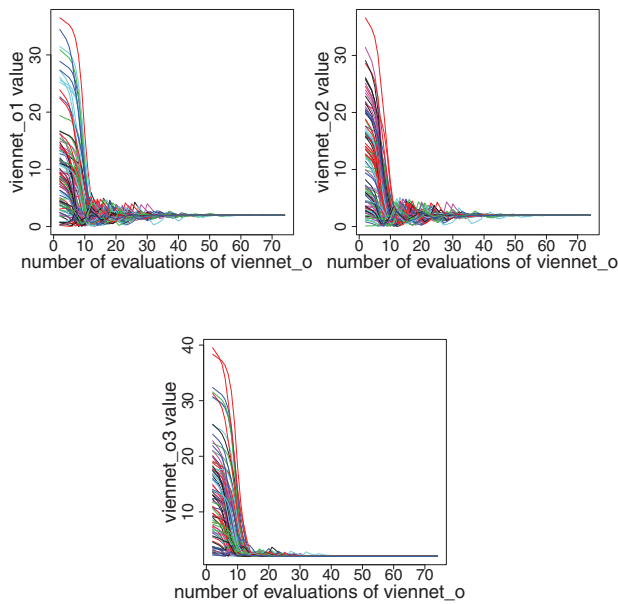 viennet_o1 value
0 10 20 30
0 10 20 30 40 50 60 70
number of evaluations of viennet_o
viennet_o2 value
0 10 20 30
0 10 20 30 40 50 60 70
number of evaluations of viennet_o
viennet_o3 value
10 20 30 40
0 10 20 30 40 50 60 70
number of evaluations of viennet_o